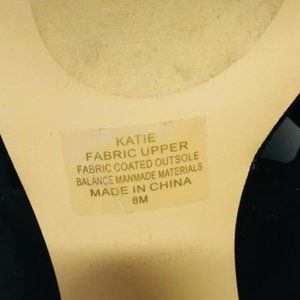 KATIE
FABRIC UPPER
FABRIC COATED OUTSOLE
BALANCE MANMADE MATERIALS
MADE IN CHINA
8M